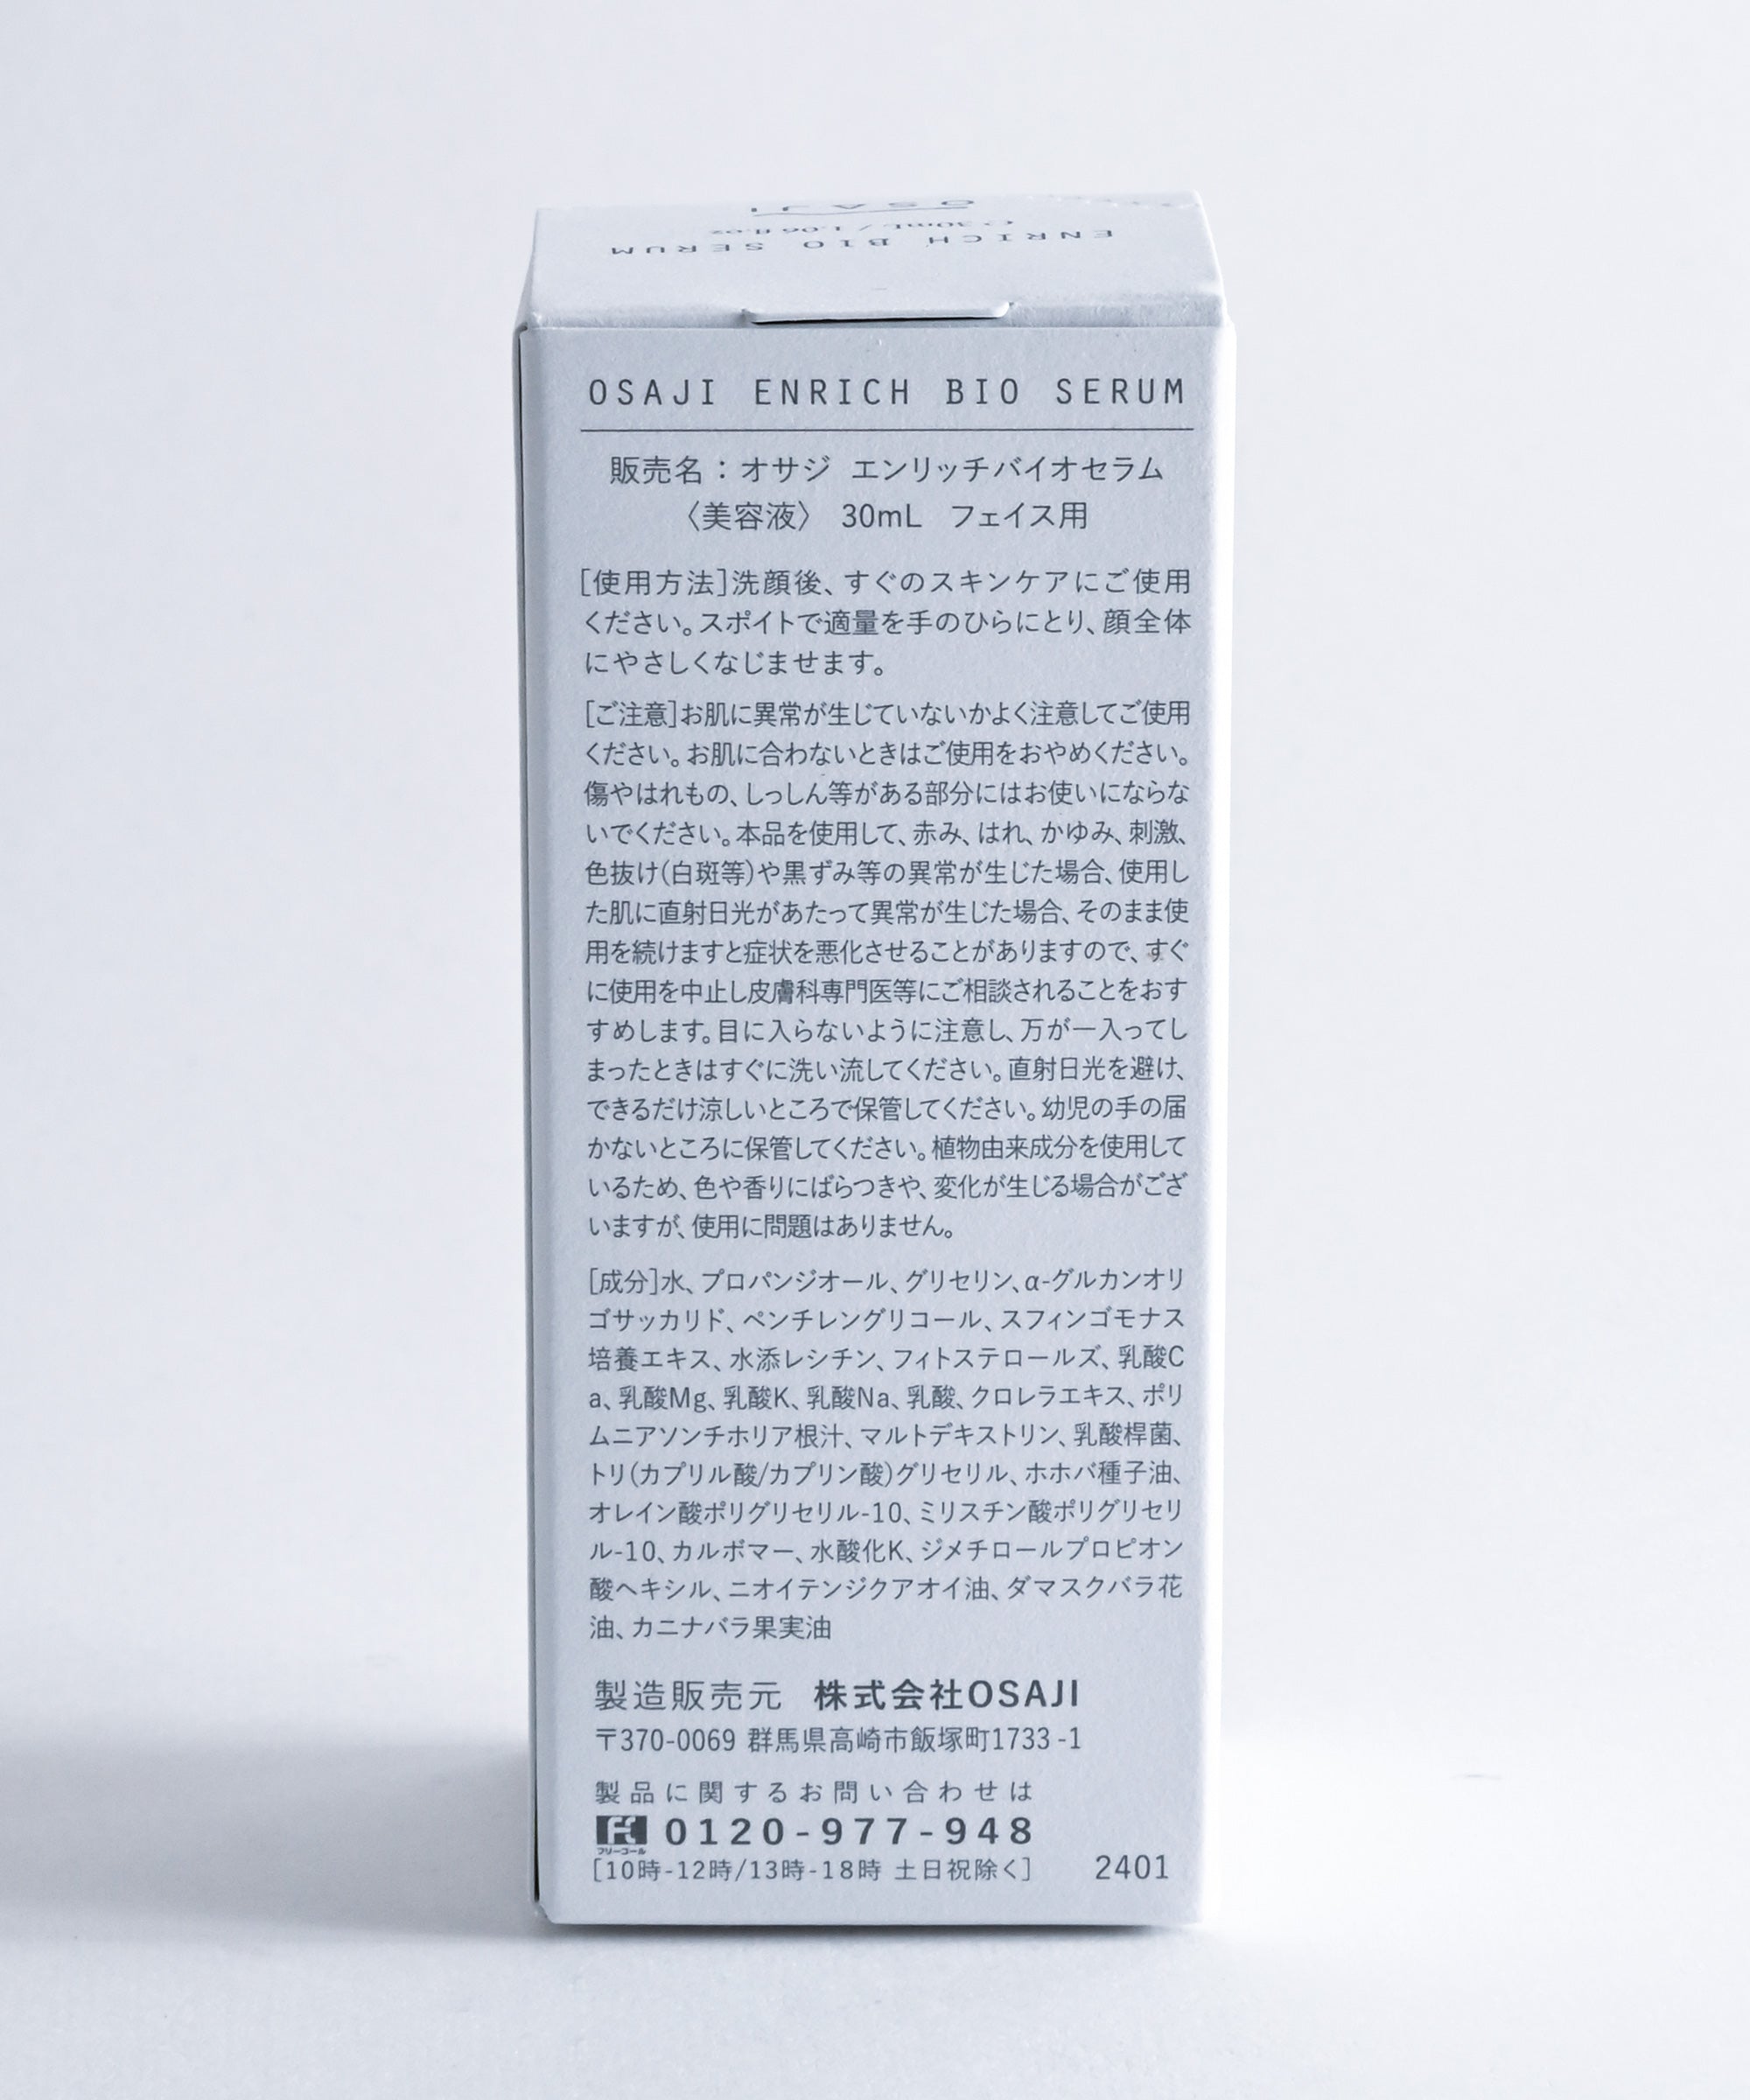 OSAJI
℮ 30mL / 1.06 fl.oz
ENRICH BIO SERUM
OSAJI ENRICH BIO SERUM
販売名：オサジ エンリッチバイオセラム
〈美容液〉 30mL フェイス用
[使用方法]洗顔後、すぐのスキンケアにご使用
ください。スポイトで適量を手のひらにとり、顔全体
にやさしくなじませます。
[ご注意]お肌に異常が生じていないかよく注意してご使用
ください。お肌に合わないときはご使用をおやめください。
傷やはれもの、しっしん等がある部分にはお使いにならな
いでください。本品を使用して、赤み、はれ、かゆみ、刺激、
色抜け(白斑等)や黒ずみ等の異常が生じた場合、使用し
た肌に直射日光があたって異常が生じた場合、そのまま使
用を続けますと症状を悪化させることがありますので、すぐ
に使用を中止し皮膚科専門医等にご相談されることをおす
すめします。目に入らないように注意し、万が一入ってし
まったときはすぐに洗い流してください。直射日光を避け、
できるだけ涼しいところで保管してください。幼児の手の届
かないところに保管してください。植物由来成分を使用して
いるため、色や香りにばらつきや、変化が生じる場合がござ
いますが、使用に問題はありません。
[成分]水、プロパンジオール、グリセリン、α-グルカンオリ
ゴサッカリド、ペンチレングリコール、スフィンゴモナス
培養エキス、水添レシチン、フィトステロールズ、乳酸C
a、乳酸Mg、乳酸K、乳酸Na、乳酸、クロレラエキス、ポリ
ムニアソンチホリア根汁、マルトデキストリン、乳酸桿菌、
トリ(カプリル酸/カプリン酸)グリセリル、ホホバ種子油、
オレイン酸ポリグリセリル-10、ミリスチン酸ポリグリセリ
ル-10、カルボマー、水酸化K、ジメチロールプロピオン
酸ヘキシル、ニオイテンジクアオイ油、ダマスクバラ花
油、カニナバラ果実油
製造販売元 株式会社OSAJI
〒370-0069 群馬県高崎市飯塚町1733-1
製品に関するお問い合わせは
フリーコール 0120-977-948
[10時-12時/13時-18時 土日祝除く] 2401